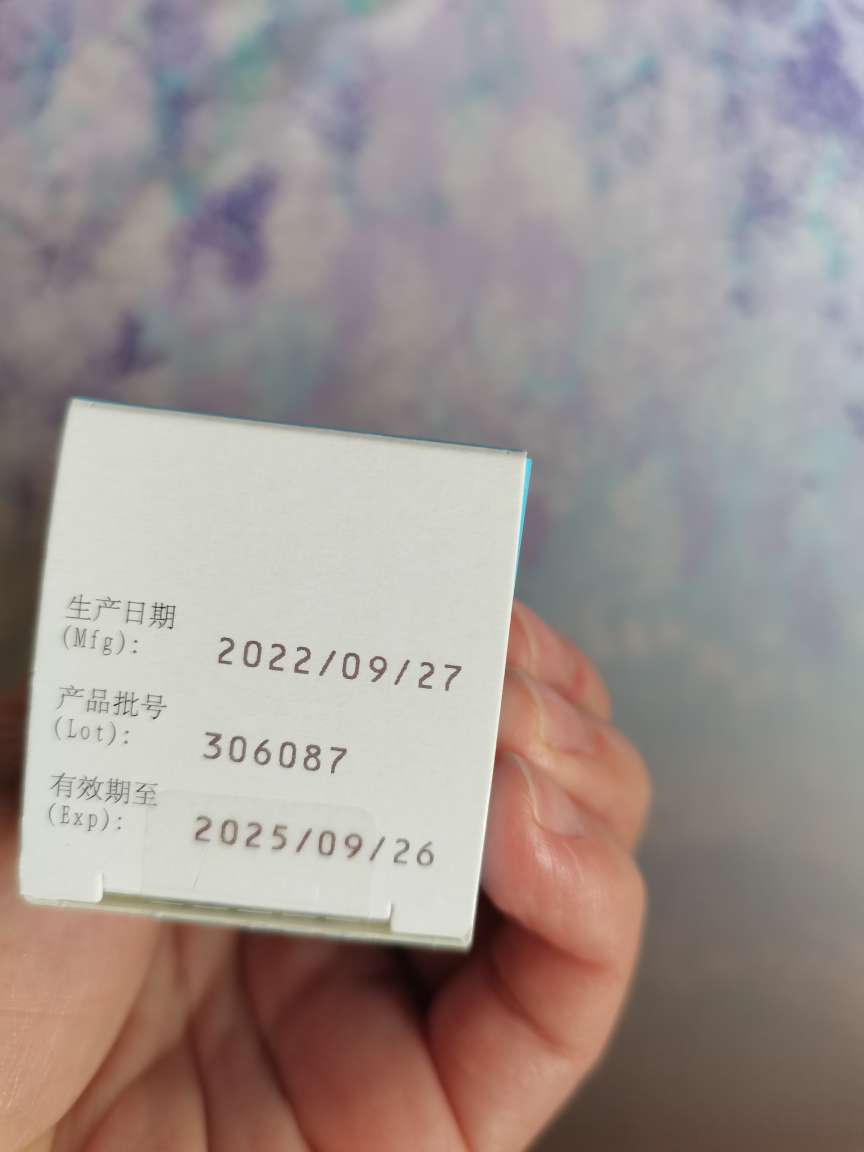 生产日期
(Mfg): 2022/09/27
产品批号
(Lot): 306087
有效期至
(Exp): 2025/09/26